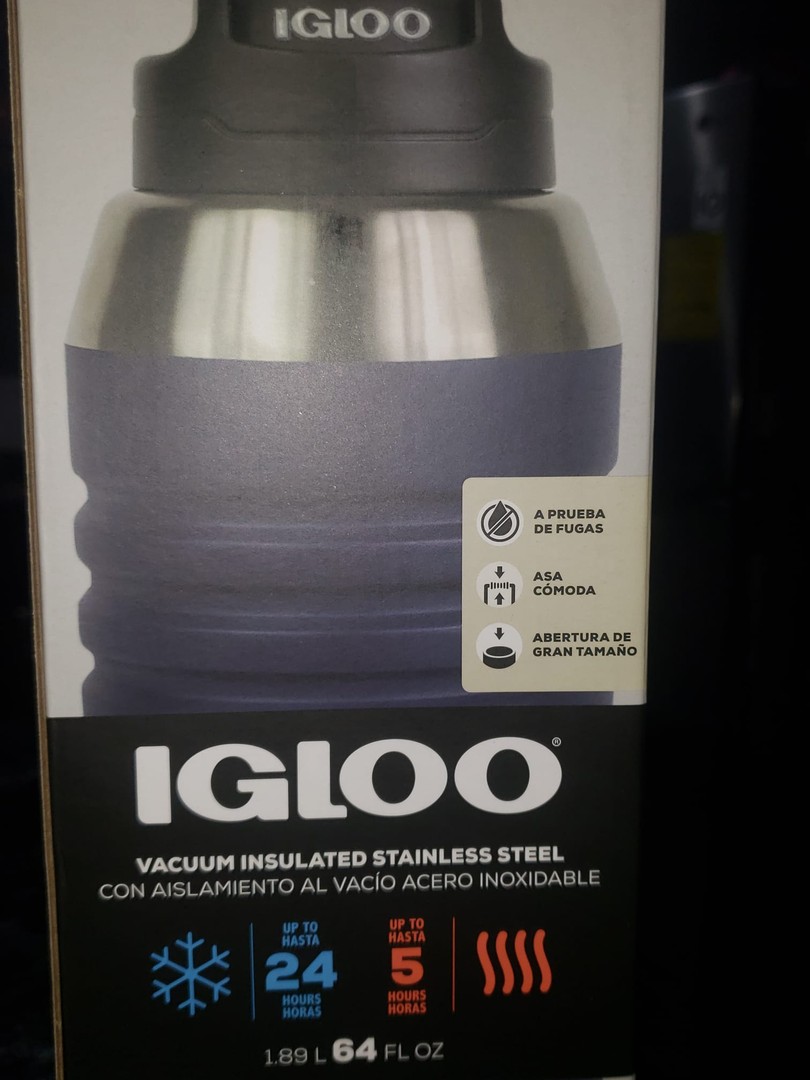 IGLOO
A PRUEBA
DE FUGAS
ASA
CÓMODA
ABERTURA DE
GRAN TAMAÑO
IGLOO®
VACUUM INSULATED STAINLESS STEEL
CON AISLAMIENTO AL VACÍO ACERO INOXIDABLE
UP TO
HASTA
24
HOURS
HORAS
UP TO
HASTA
5
HOURS
HORAS
1.89 L 64 FL OZ